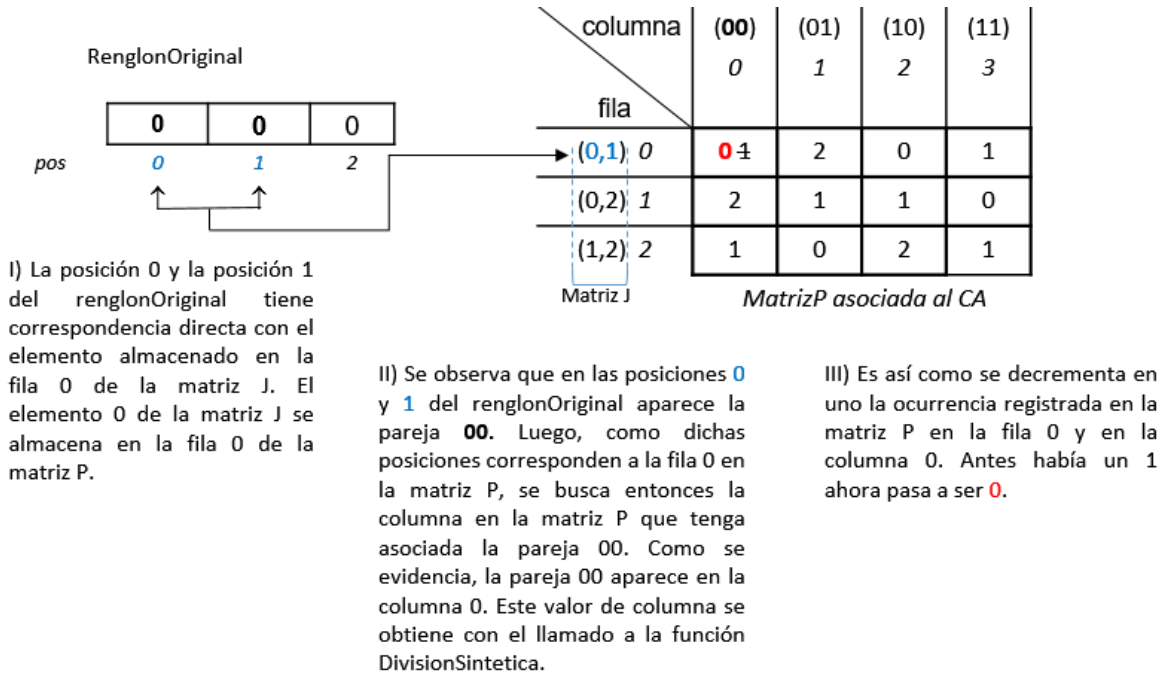 RenglonOriginal
0 0 0
pos 0 1 2
columna (00) (01) (10) (11)
0 1 2 3
fila
(0,1) 0 0 1 2 0 1
(0,2) 1 2 1 1 0
(1,2) 2 1 0 2 1
Matriz J
MatrizP asociada al CA
I) La posición 0 y la posición 1
del renglonOriginal tiene
correspondencia directa con el
elemento almacenado en la
fila 0 de la matriz J. El
elemento 0 de la matriz J se
almacena en la fila 0 de la
matriz P.
II) Se observa que en las posiciones 0
y 1 del renglonOriginal aparece la
pareja 00. Luego, como dichas
posiciones corresponden a la fila 0 en
la matriz P, se busca entonces la
columna en la matriz P que tenga
asociada la pareja 00. Como se
evidencia, la pareja 00 aparece en la
columna 0. Este valor de columna se
obtiene con el llamado a la función
DivisionSintetica.
III) Es así como se decrementa en
uno la ocurrencia registrada en la
matriz P en la fila 0 y en la
columna 0. Antes había un 1
ahora pasa a ser 0.